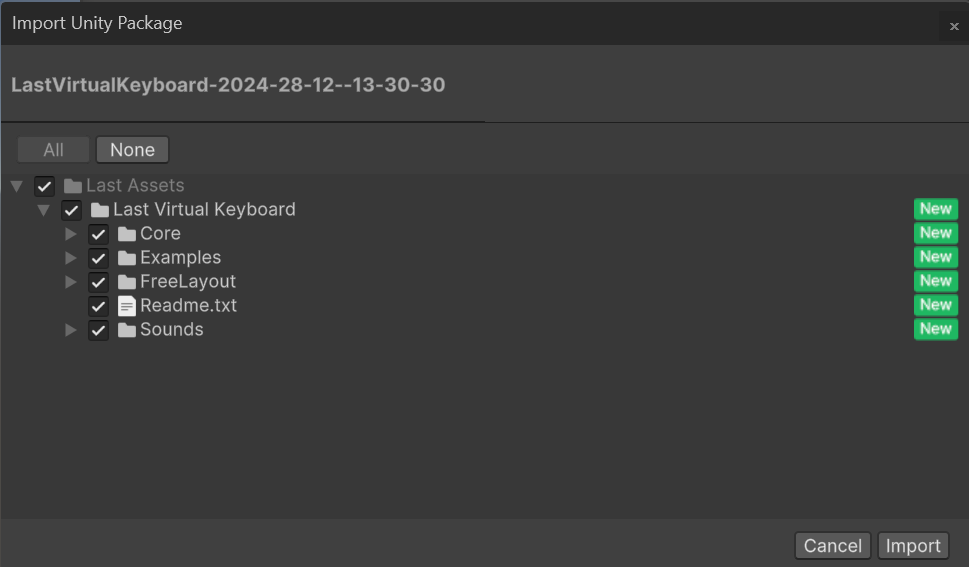 Import Unity Package
×
LastVirtualKeyboard-2024-28-12--13-30-30
All None
Last Assets
Last Virtual Keyboard New
Core New
Examples New
FreeLayout New
Readme.txt New
Sounds New
Cancel Import